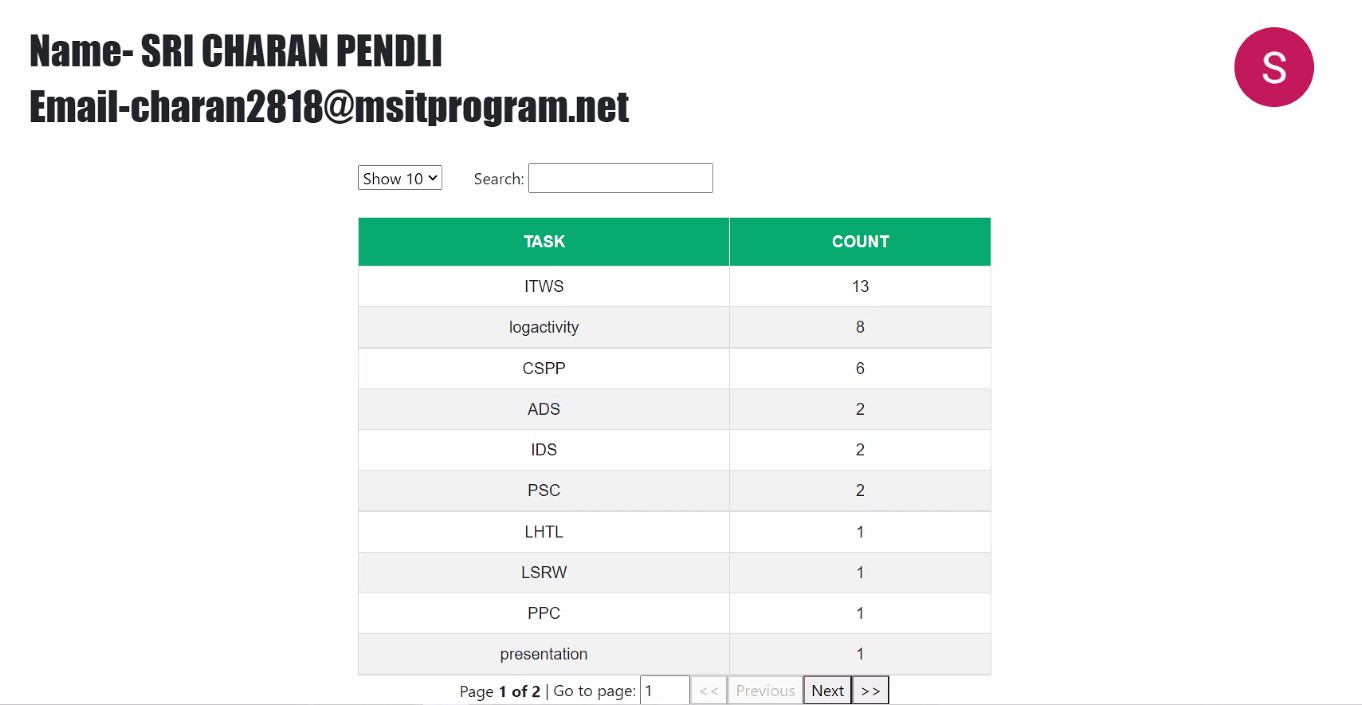 Name- SRI CHARAN PENDLI
S
Email-charan2818@msitprogram.net
Show 10 Search:
TASK COUNT
ITWS 13
logactivity 8
CSPP 6
ADS 2
IDS 2
PSC 2
LHTL 1
LSRW 1
PPC 1
presentation 1
Page 1 of 2 | Go to page: 1 << Previous Next >>